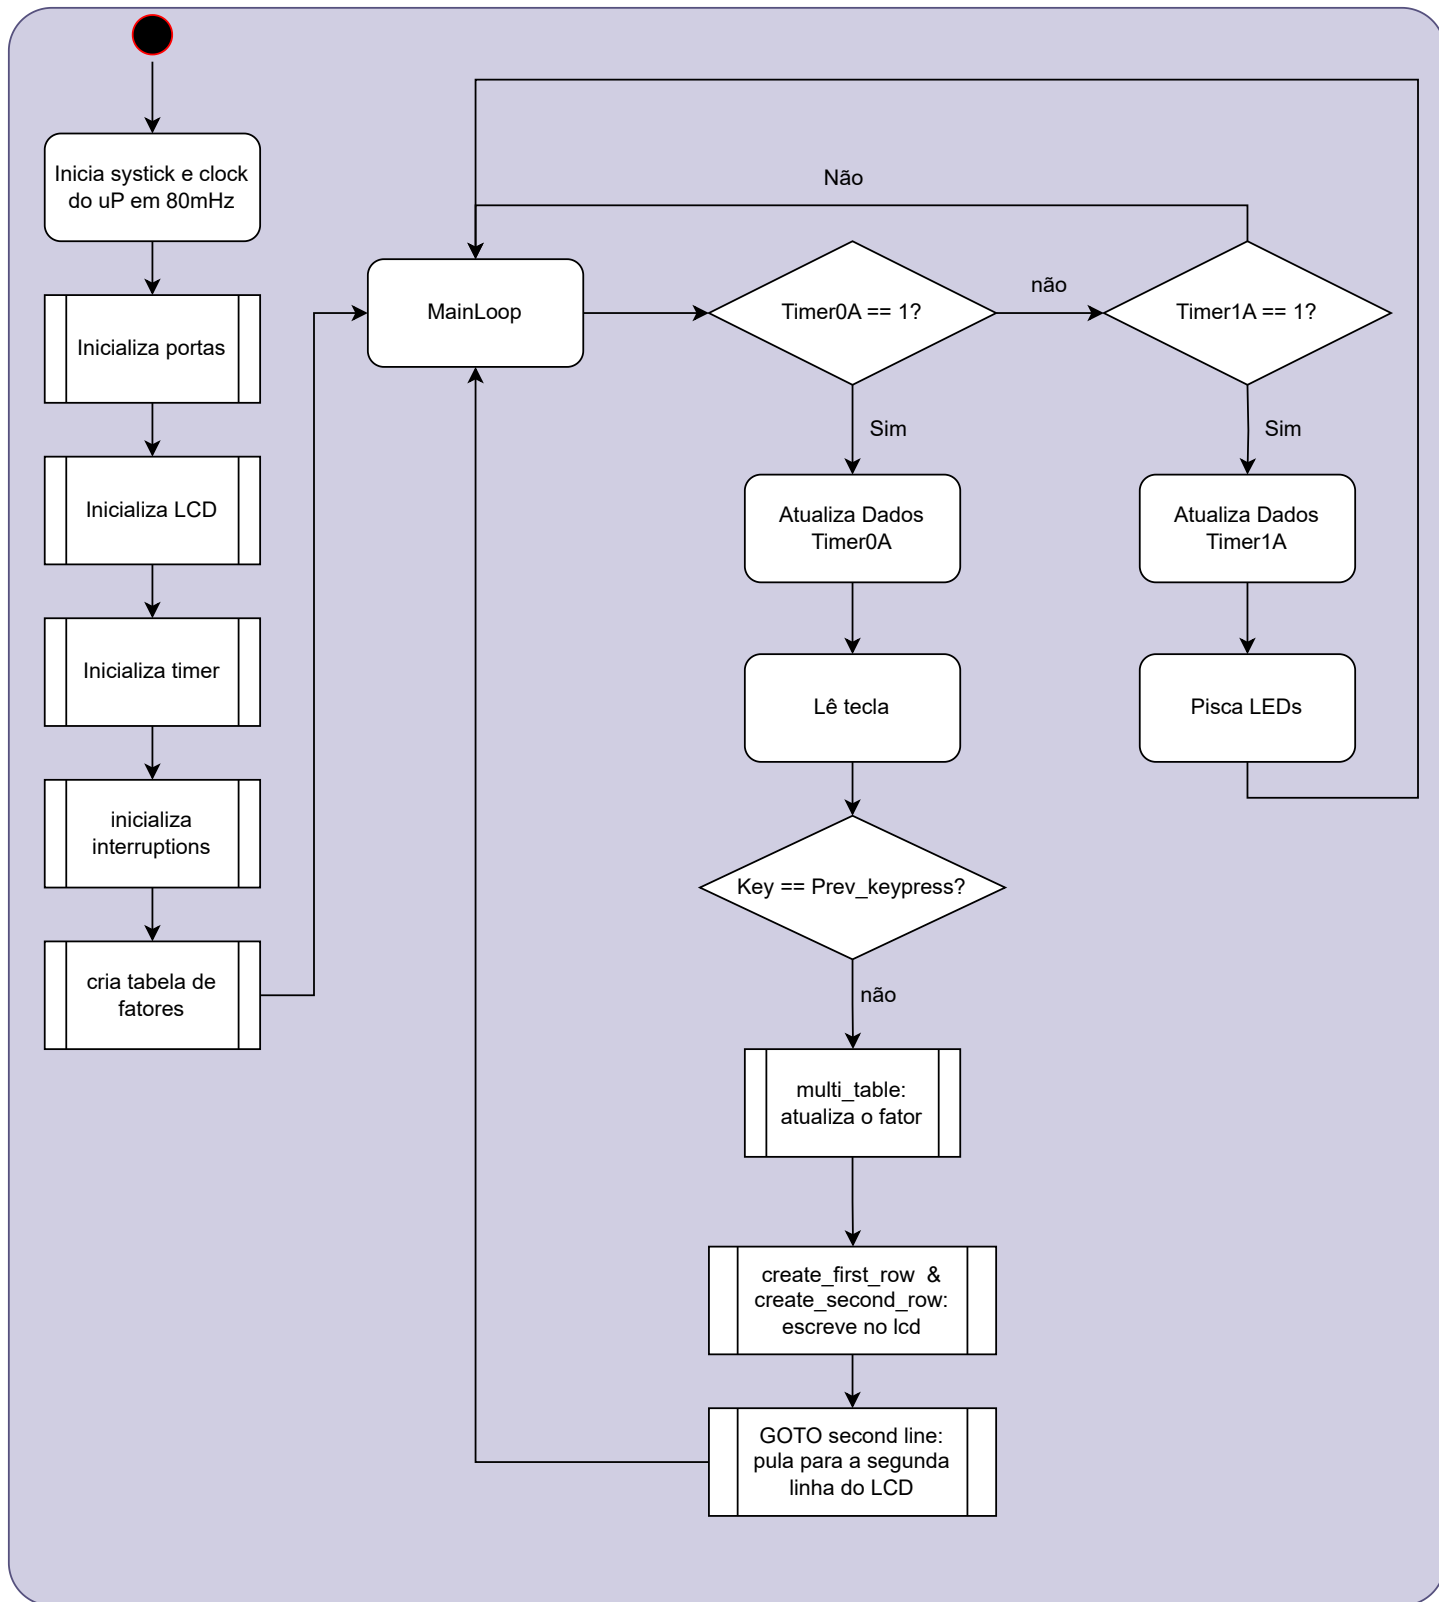 Inicia systick e clock
do uP em 80mHz
Inicializa portas
Inicializa LCD
Inicializa timer
inicializa
interruptions
cria tabela de
fatores
MainLoop
Não
Timer0A == 1?
não
Timer1A == 1?
Sim
Sim
Atualiza Dados
Timer0A
Atualiza Dados
Timer1A
Lê tecla
Pisca LEDs
Key == Prev_keypress?
não
multi_table:
atualiza o fator
create_first_row &
create_second_row:
escreve no lcd
GOTO second line:
pula para a segunda
linha do LCD